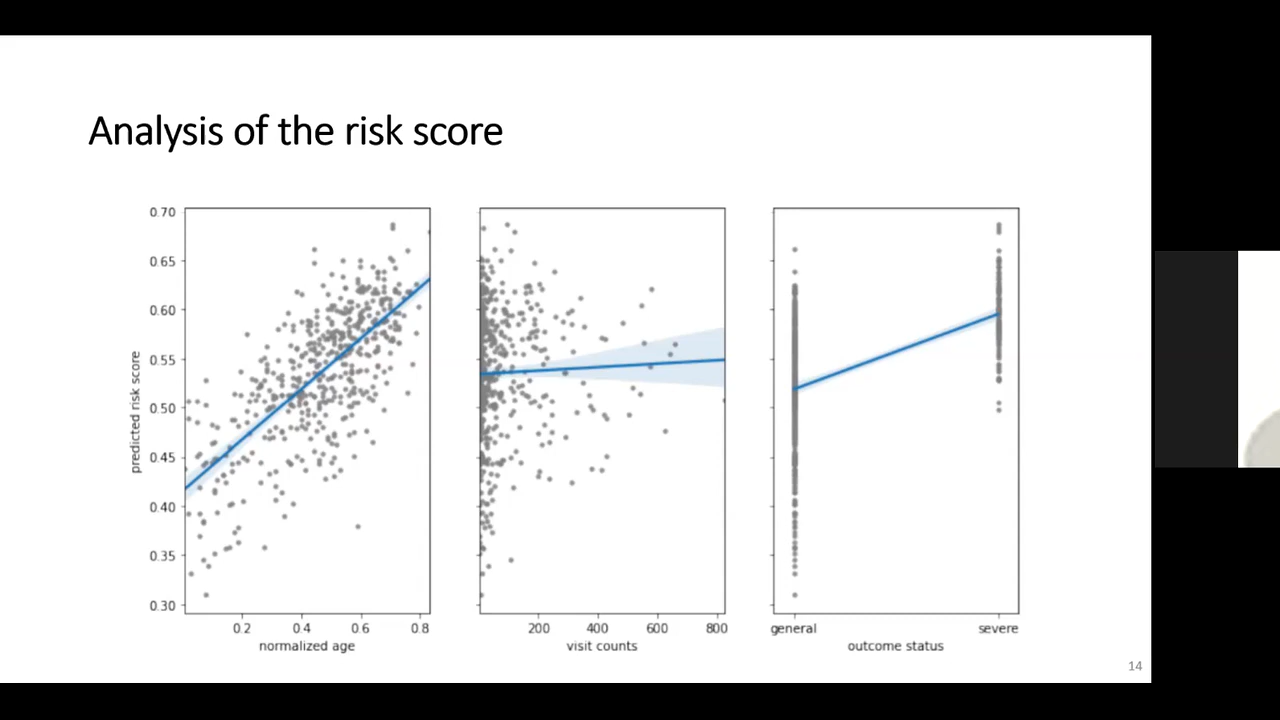 Analysis of the risk score
0.70
0.65
0.60
0.55
0.50
0.45
0.40
0.35
0.30
predicted risk score
0.2 0.4 0.6 0.8
normalized age
200 400 600 800
visit counts
general severe
outcome status
14